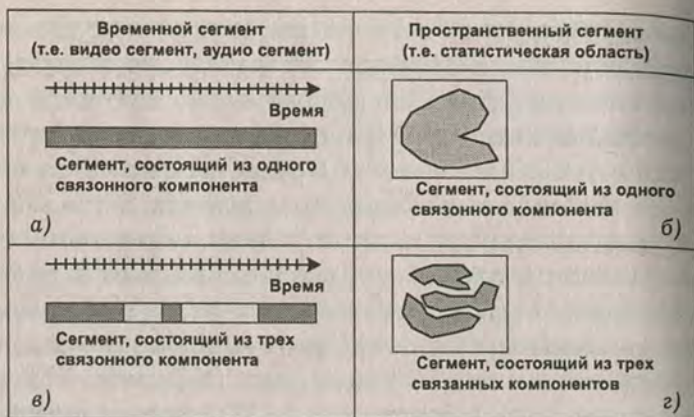 Временной сегмент
(т.е. видео сегмент, аудио сегмент)
Пространственный сегмент
(т.е. статистическая область)
Время
Сегмент, состоящий из одного
связонного компонента
а)
Сегмент, состоящий из одного
связонного компонента
б)
Время
Сегмент, состоящий из трех
связонного компонента
в)
Сегмент, состоящий из трех
связанных компонентов
г)